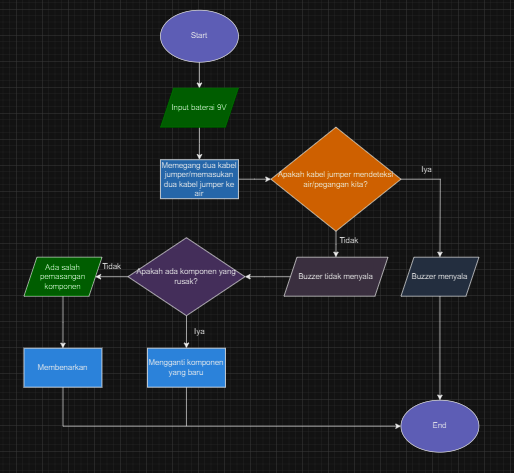 Start
Input baterai 9V
Memegang dua kabel
jumper/memasukan
dua kabel jumper ke
air
Apakah kabel jumper mendeteksi
air/pegangan kita?
Iya
Tidak
Buzzer menyala
Buzzer tidak menyala
Apakah ada komponen yang
rusak?
Tidak
Ada salah
pemasangan
komponen
Iya
Membenarkan
Mengganti komponen
yang baru
End